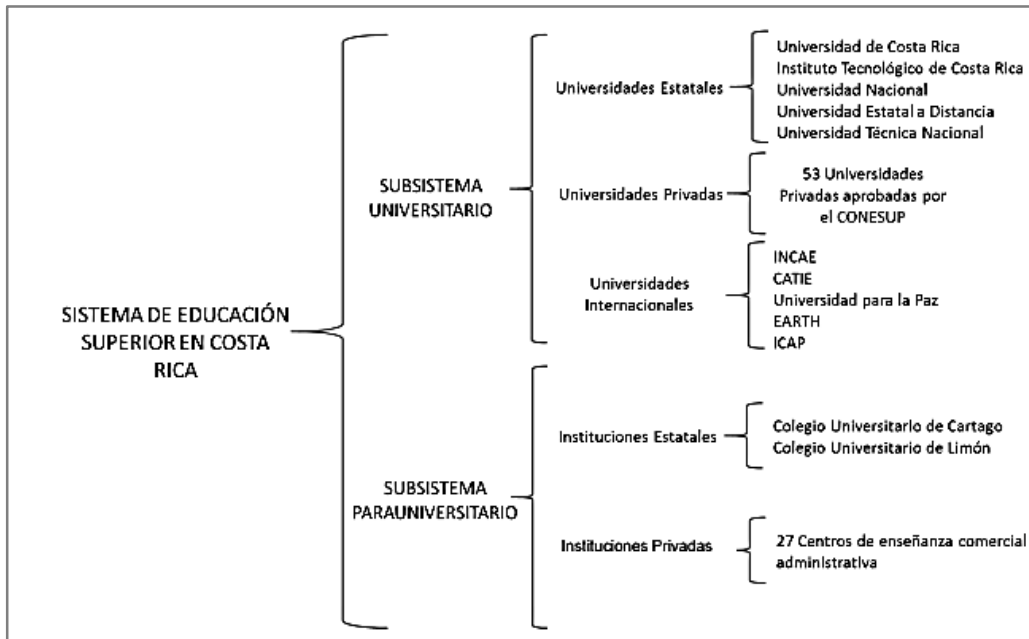 SISTEMA DE EDUCACIÓN
SUPERIOR EN COSTA
RICA
SUBSISTEMA
UNIVERSITARIO
Universidades Estatales
Universidad de Costa Rica
Instituto Tecnológico de Costa Rica
Universidad Nacional
Universidad Estatal a Distancia
Universidad Técnica Nacional
Universidades Privadas
53 Universidades
Privadas aprobadas por
el CONESUP
Universidades
Internacionales
INCAE
CATIE
Universidad para la Paz
EARTH
ICAP
SUBSISTEMA
PARAUNIVERSITARIO
Instituciones Estatales
Colegio Universitario de Cartago
Colegio Universitario de Limón
Instituciones Privadas
27 Centros de enseñanza comercial
administrativa